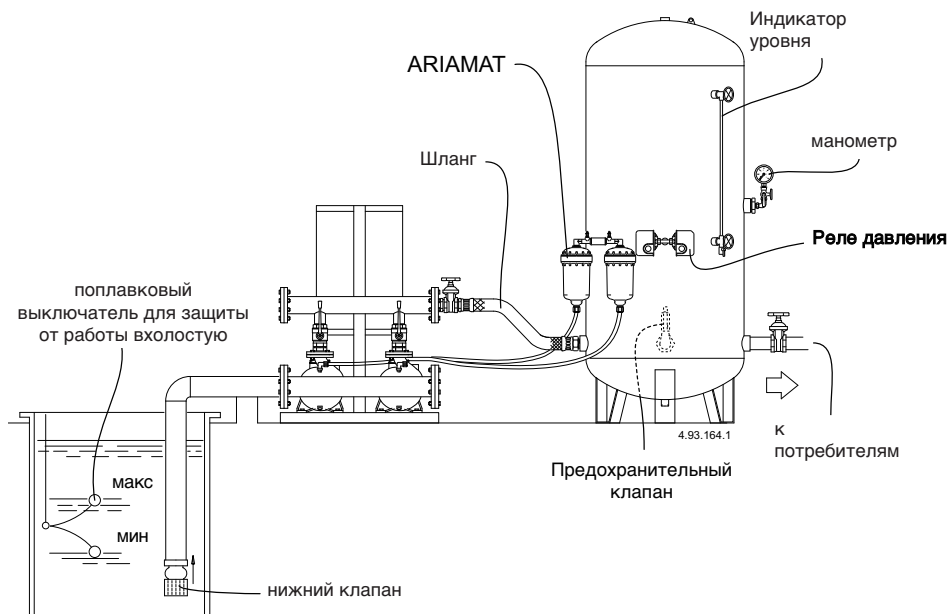 Индикатор
уровня
ARIAMAT
манометр
Шланг
Реле давления
поплавковый
выключатель для защиты
от работы вхолостую
4.93.164.1
к
потребителям
Предохранительный
клапан
макс
мин
нижний клапан